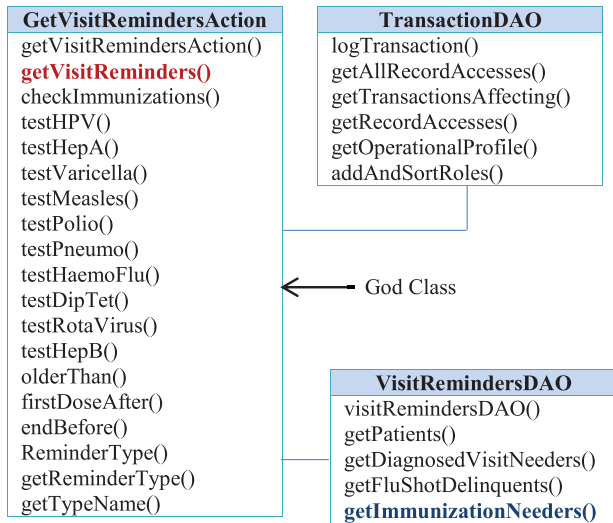 GetVisitRemindersAction
getVisitRemindersAction()
getVisitReminders()
checkImmunizations()
testHPV()
testHepA()
testVaricella()
testMeasles()
testPolio()
testPneumo()
testHaemoFlu()
testDipTet()
testRotaVirus()
testHepB()
olderThan()
firstDoseAfter()
endBefore()
ReminderType()
getReminderType()
getTypeName()
TransactionDAO
logTransaction()
getAllRecordAccesses()
getTransactionsAffecting()
getRecordAccesses()
getOperationalProfile()
addAndSortRoles()
God Class
VisitRemindersDAO
visitRemindersDAO()
getPatients()
getDiagnosedVisitNeeders()
getFluShotDelinquents()
getImmunizationNeeders()